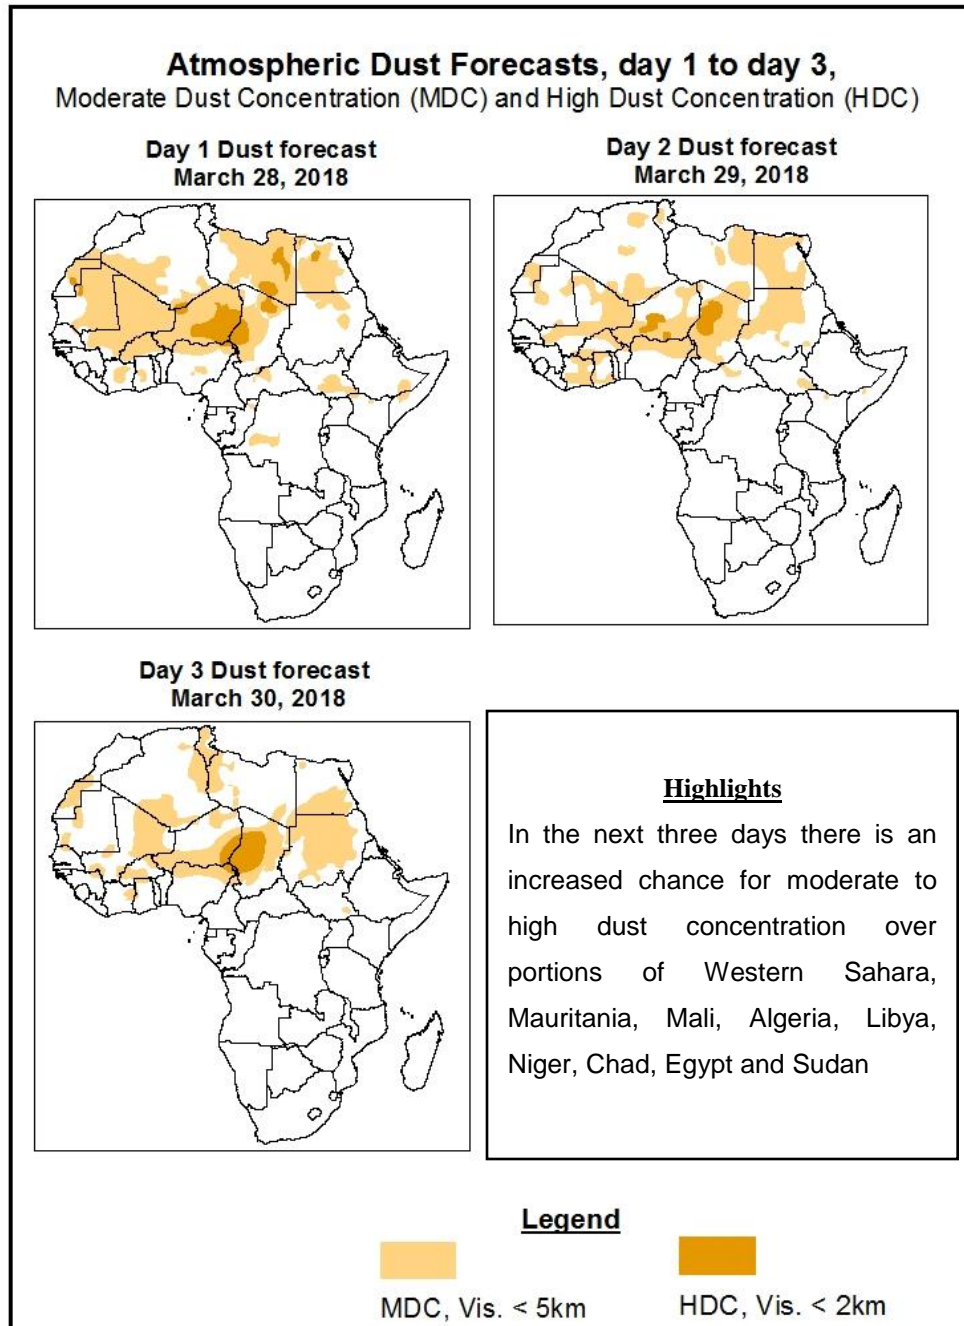 Atmospheric Dust Forecasts, day 1 to day 3,
Moderate Dust Concentration (MDC) and High Dust Concentration (HDC)
Day 1 Dust forecast
March 28, 2018
Day 2 Dust forecast
March 29, 2018
Day 3 Dust forecast
March 30, 2018
Highlights
In the next three days there is an
increased chance for moderate to
high dust concentration over
portions of Western Sahara,
Mauritania, Mali, Algeria, Libya,
Niger, Chad, Egypt and Sudan
Legend
MDC, Vis. < 5km
HDC, Vis. < 2km